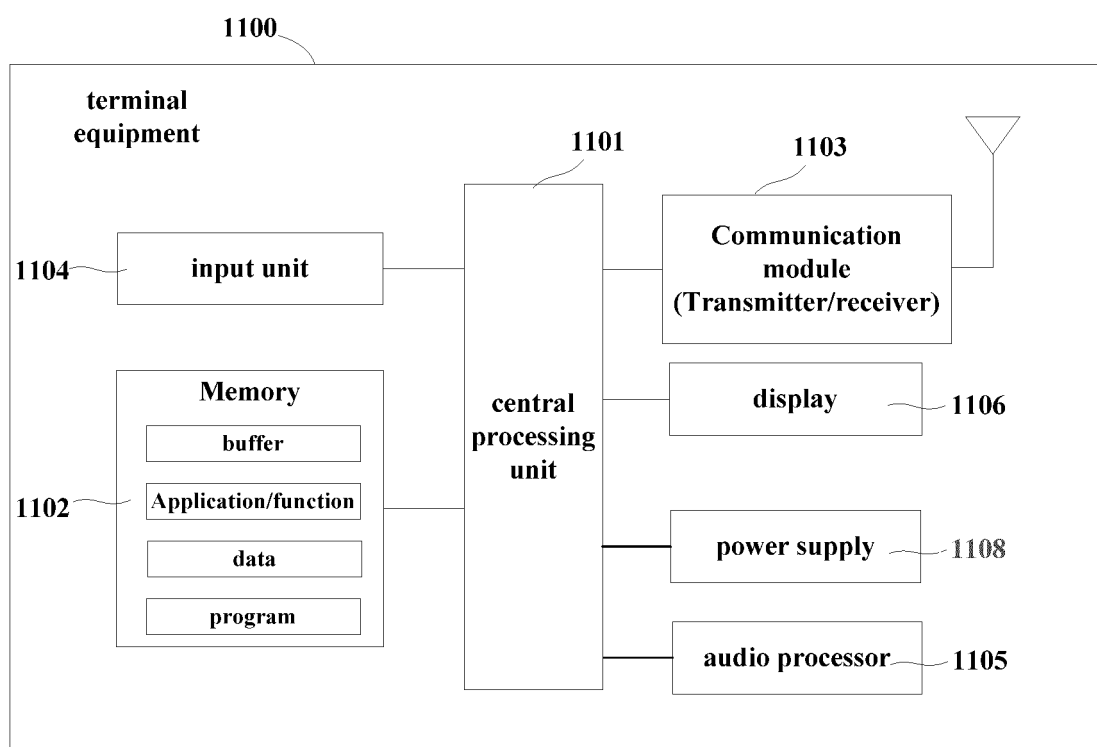 1100
terminal
equipment
1101
1103
Communication
module
(Transmitter/receiver)
1104
input unit
Memory
buffer
Application/function
data
program
1102
central
processing
unit
display
1106
power supply
1108
audio processor
1105